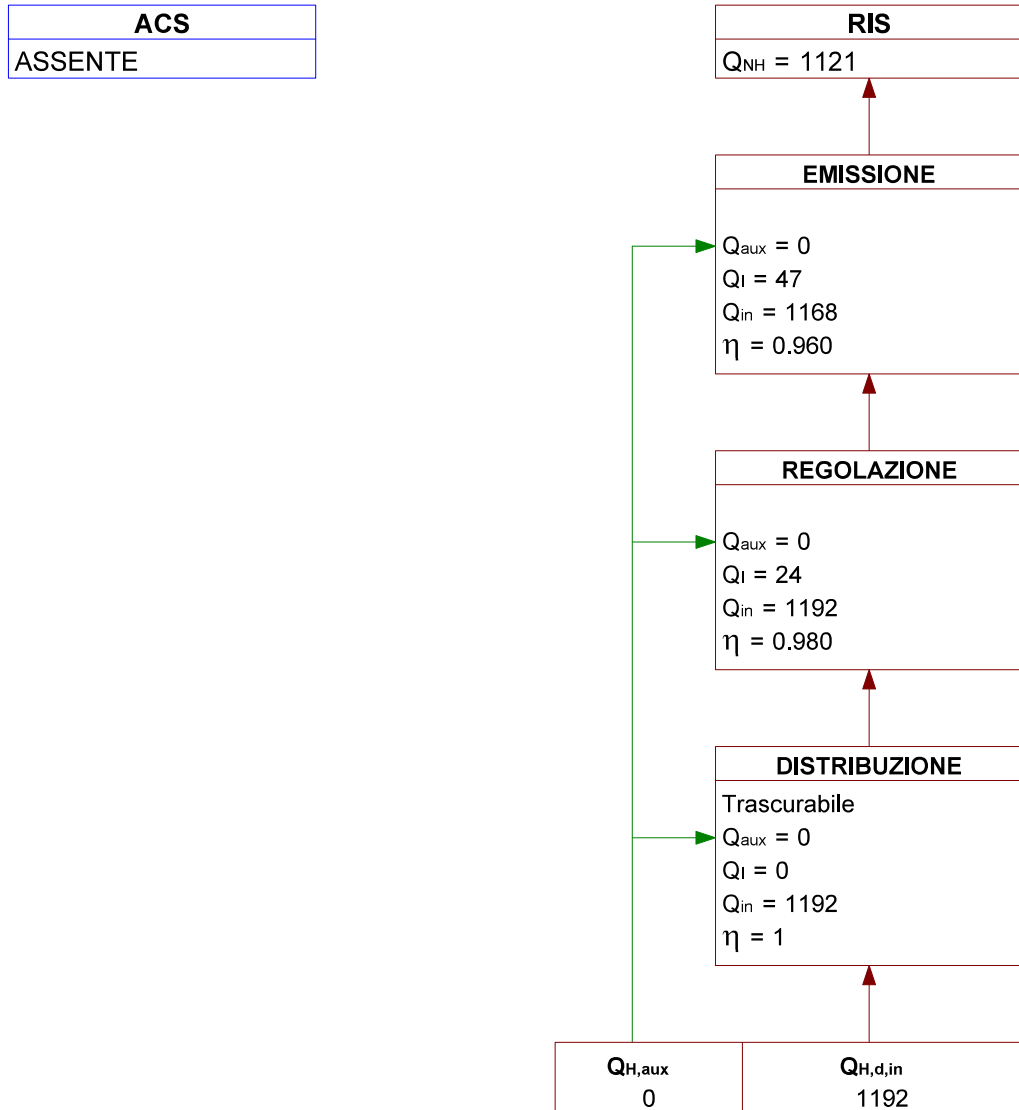 ACS
ASSENTE
RIS
QNH = 1121
EMISSIONE
Qaux = 0
Ql = 47
Qin = 1168
η = 0.960
REGOLAZIONE
Qaux = 0
Ql = 24
Qin = 1192
η = 0.980
DISTRIBUZIONE
Trascurabile
Qaux = 0
Ql = 0
Qin = 1192
η = 1
QH,aux
0
QH,d,in
1192